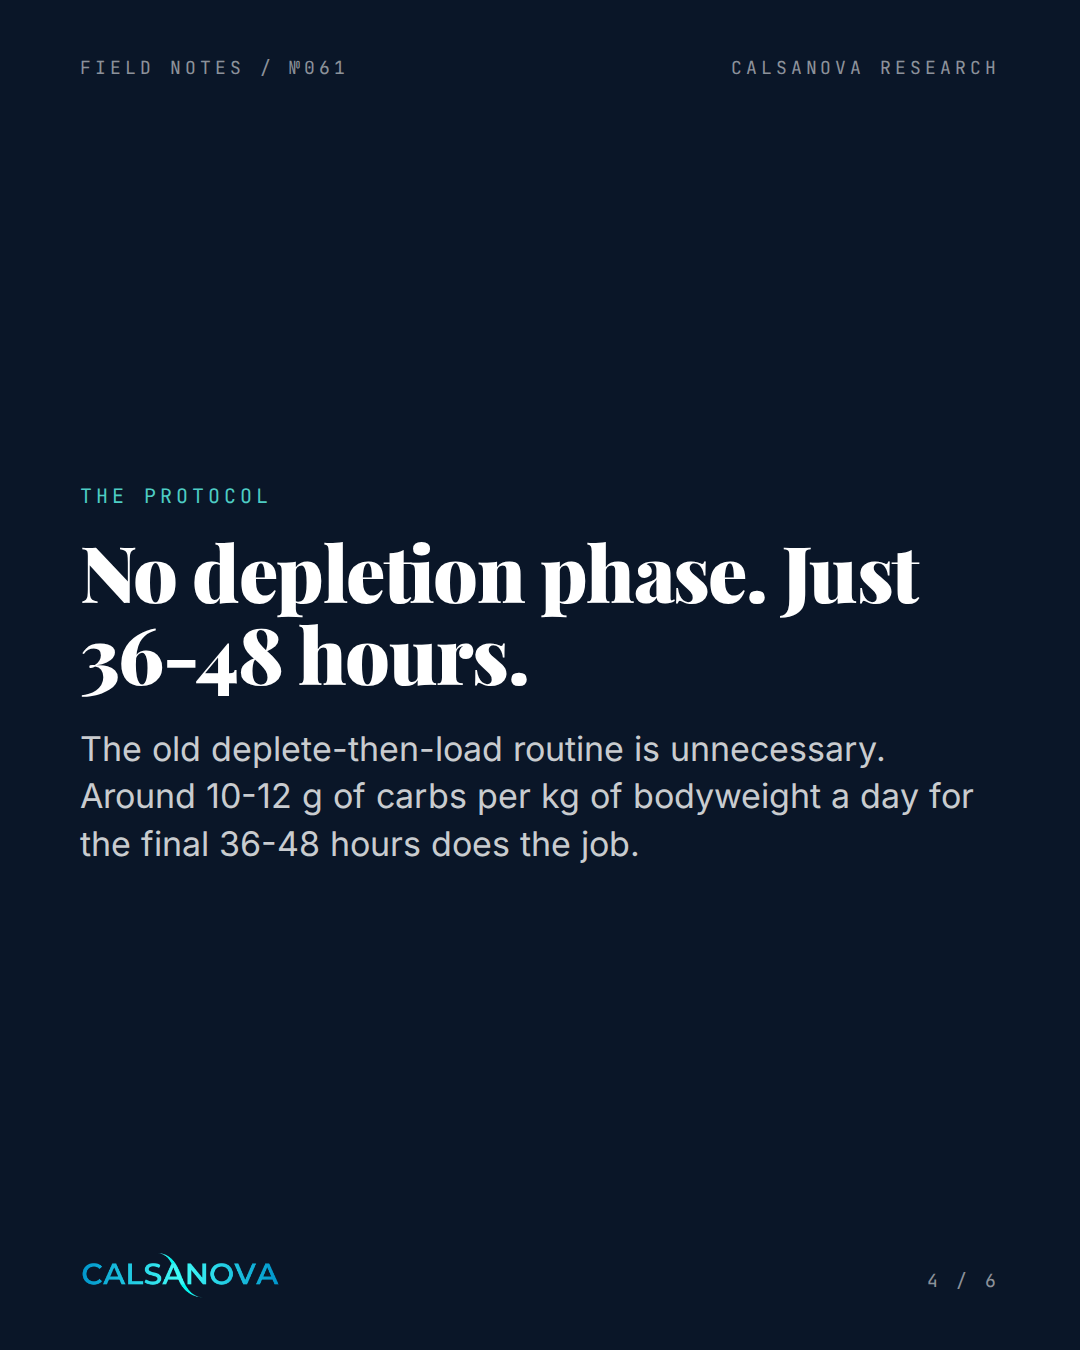 FIELD NOTES / №061
CALSANOVA RESEARCH
THE PROTOCOL
No depletion phase. Just
36-48 hours.
The old deplete-then-load routine is unnecessary.
Around 10-12 g of carbs per kg of bodyweight a day for
the final 36-48 hours does the job.
CALSANOVA
4 / 6